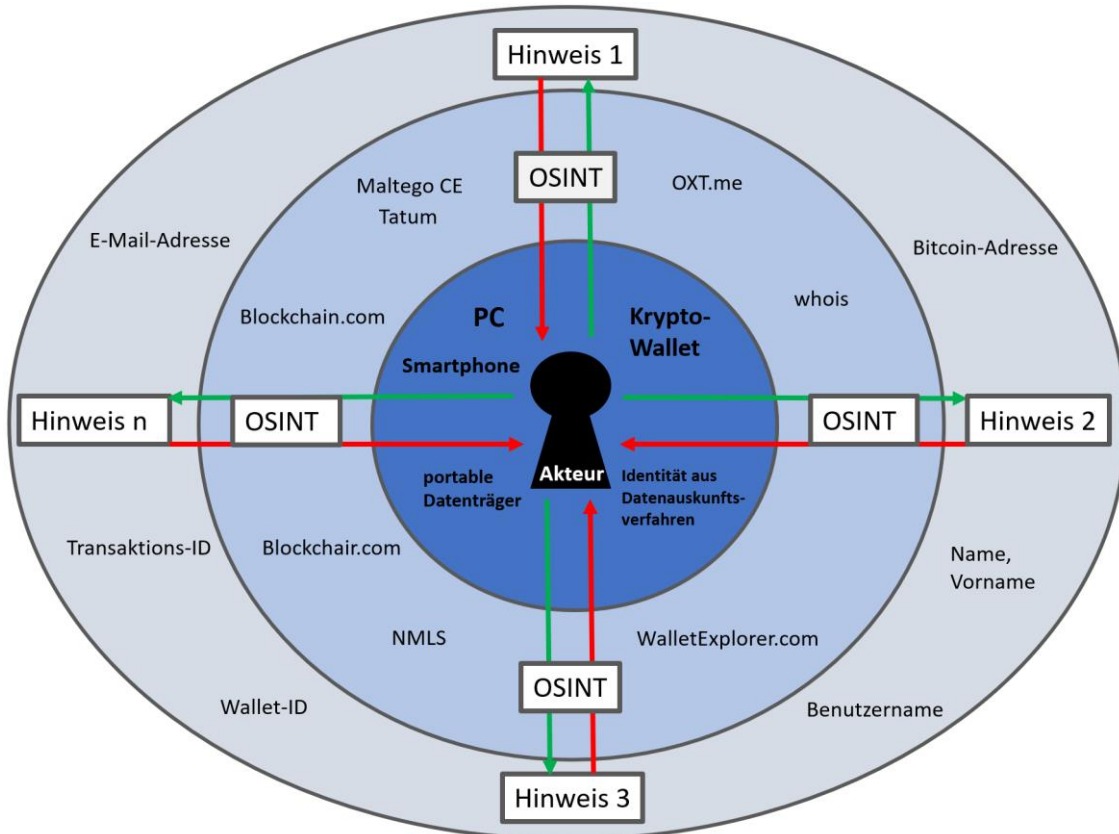 Hinweis 1
Maltego CE
Tatum
OSINT
OXT.me
E-Mail-Adresse
Bitcoin-Adresse
Blockchain.com
whois
PC
Krypto-
Wallet
Smartphone
Hinweis n
OSINT
OSINT
Hinweis 2
Akteur
portable
Datenträger
Identität aus
Datenauskunfts-
verfahren
Transaktions-ID
Blockchair.com
Name,
Vorname
NMLS
WalletExplorer.com
OSINT
Wallet-ID
Benutzername
Hinweis 3